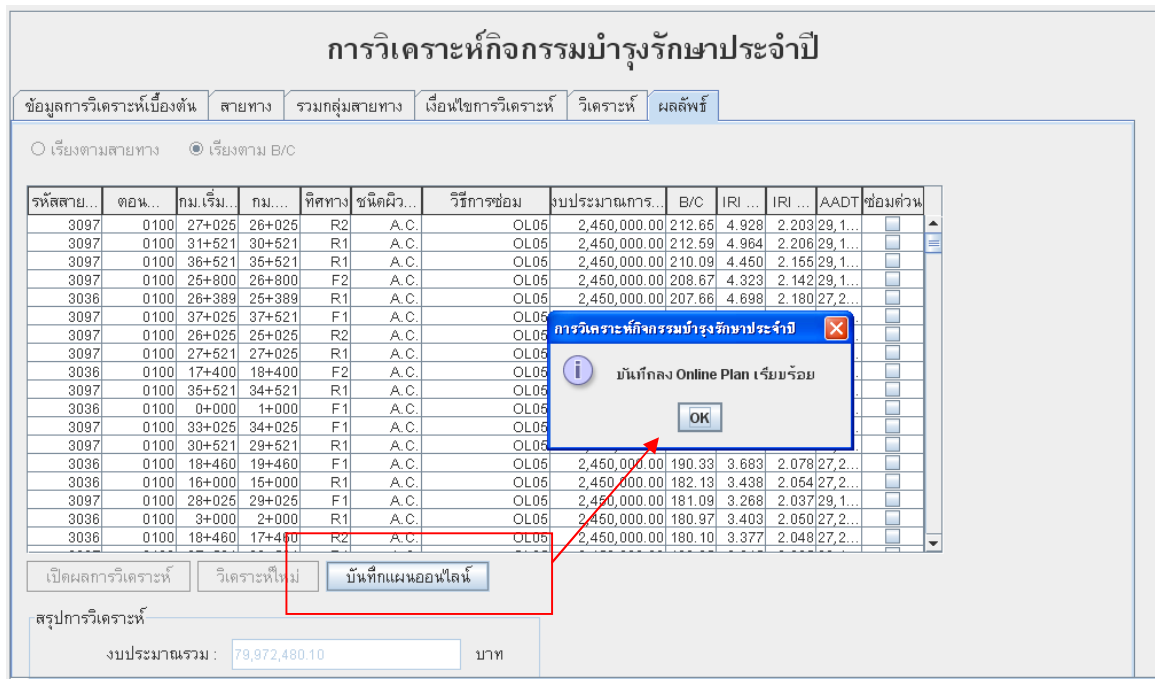 การวิเคราะห์กิจกรรมบำรุงรักษาประจำปี
ข้อมูลการวิเคราะห์เบื้องต้น สายทาง รวมกลุ่มสายทาง เงื่อนไขการวิเคราะห์ วิเคราะห์ ผลลัพธ์
เรียงตามสายทาง เรียงตาม B/C
รหัสสาย... ตอน... กม.เริ่ม... กม.... ทิศทาง ชนิดผิว... วิธีการซ่อม งบประมาณการ... B/C IRI ... IRI ... AADT ซ่อมด่วน
3097 0100 27+025 26+025 R2 A.C. OL05 2,450,000.00 212.65 4.928 2.203 29,1...
3097 0100 31+521 30+521 R1 A.C. OL05 2,450,000.00 212.59 4.964 2.206 29,1...
3097 0100 36+521 35+521 R1 A.C. OL05 2,450,000.00 210.09 4.450 2.155 29,1...
3097 0100 25+800 26+800 F2 A.C. OL05 2,450,000.00 208.67 4.323 2.142 29,1...
3036 0100 26+389 25+389 R1 A.C. OL05 2,450,000.00 207.66 4.698 2.180 27,2...
3097 0100 37+025 37+521 F1 A.C. OL05
3097 0100 26+025 25+025 R2 A.C. OL05
3097 0100 27+521 27+025 R1 A.C. OL05
3036 0100 17+400 18+400 F2 A.C. OL05
3097 0100 35+521 34+521 R1 A.C. OL05
3036 0100 0+000 1+000 F1 A.C. OL05
3097 0100 33+025 34+025 F1 A.C. OL05
3097 0100 30+521 29+521 R1 A.C. OL05
3036 0100 18+460 19+460 F1 A.C. OL05 2,450,000.00 190.33 3.683 2.078 27,2...
3036 0100 16+000 15+000 R1 A.C. OL05 2,450,000.00 182.13 3.438 2.054 27,2...
3097 0100 28+025 29+025 F1 A.C. OL05 2,450,000.00 181.09 3.268 2.037 29,1...
3036 0100 3+000 2+000 R1 A.C. OL05 2,450,000.00 180.97 3.403 2.050 27,2...
3036 0100 18+460 17+460 R2 A.C. OL05 2,450,000.00 180.10 3.377 2.048 27,2...
การวิเคราะห์กิจกรรมบำรุงรักษาประจำปี
บันทึกลง Online Plan เรียบร้อย
OK
เปิดผลการวิเคราะห์ วิเคราะห์ใหม่ บันทึกแผนออนไลน์
สรุปการวิเคราะห์
งบประมาณรวม : 79,972,480.10 บาท